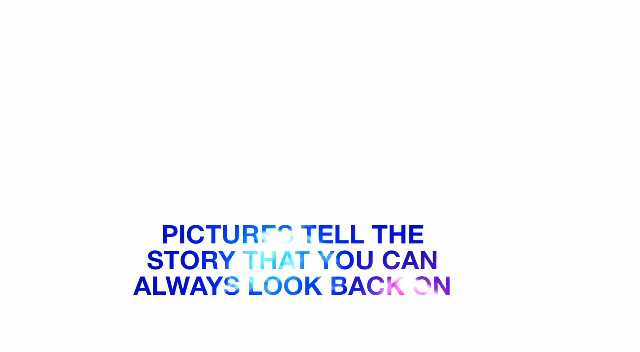 PICTURES TELL THE
STORY THAT YOU CAN
ALWAYS LOOK BACK ON